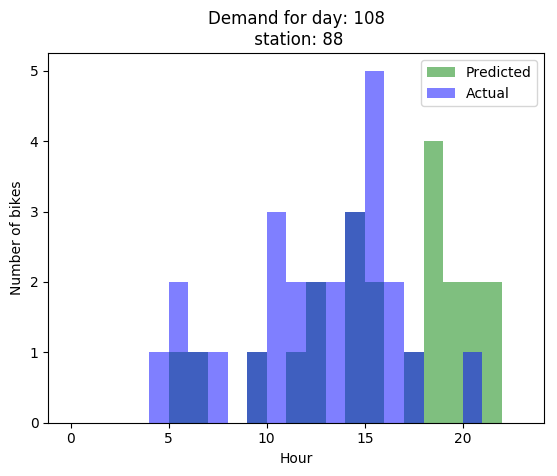 Demand for day: 108
station: 88
Predicted
Actual
Number of bikes
5
4
3
2
1
0
0 5 10 15 20
Hour